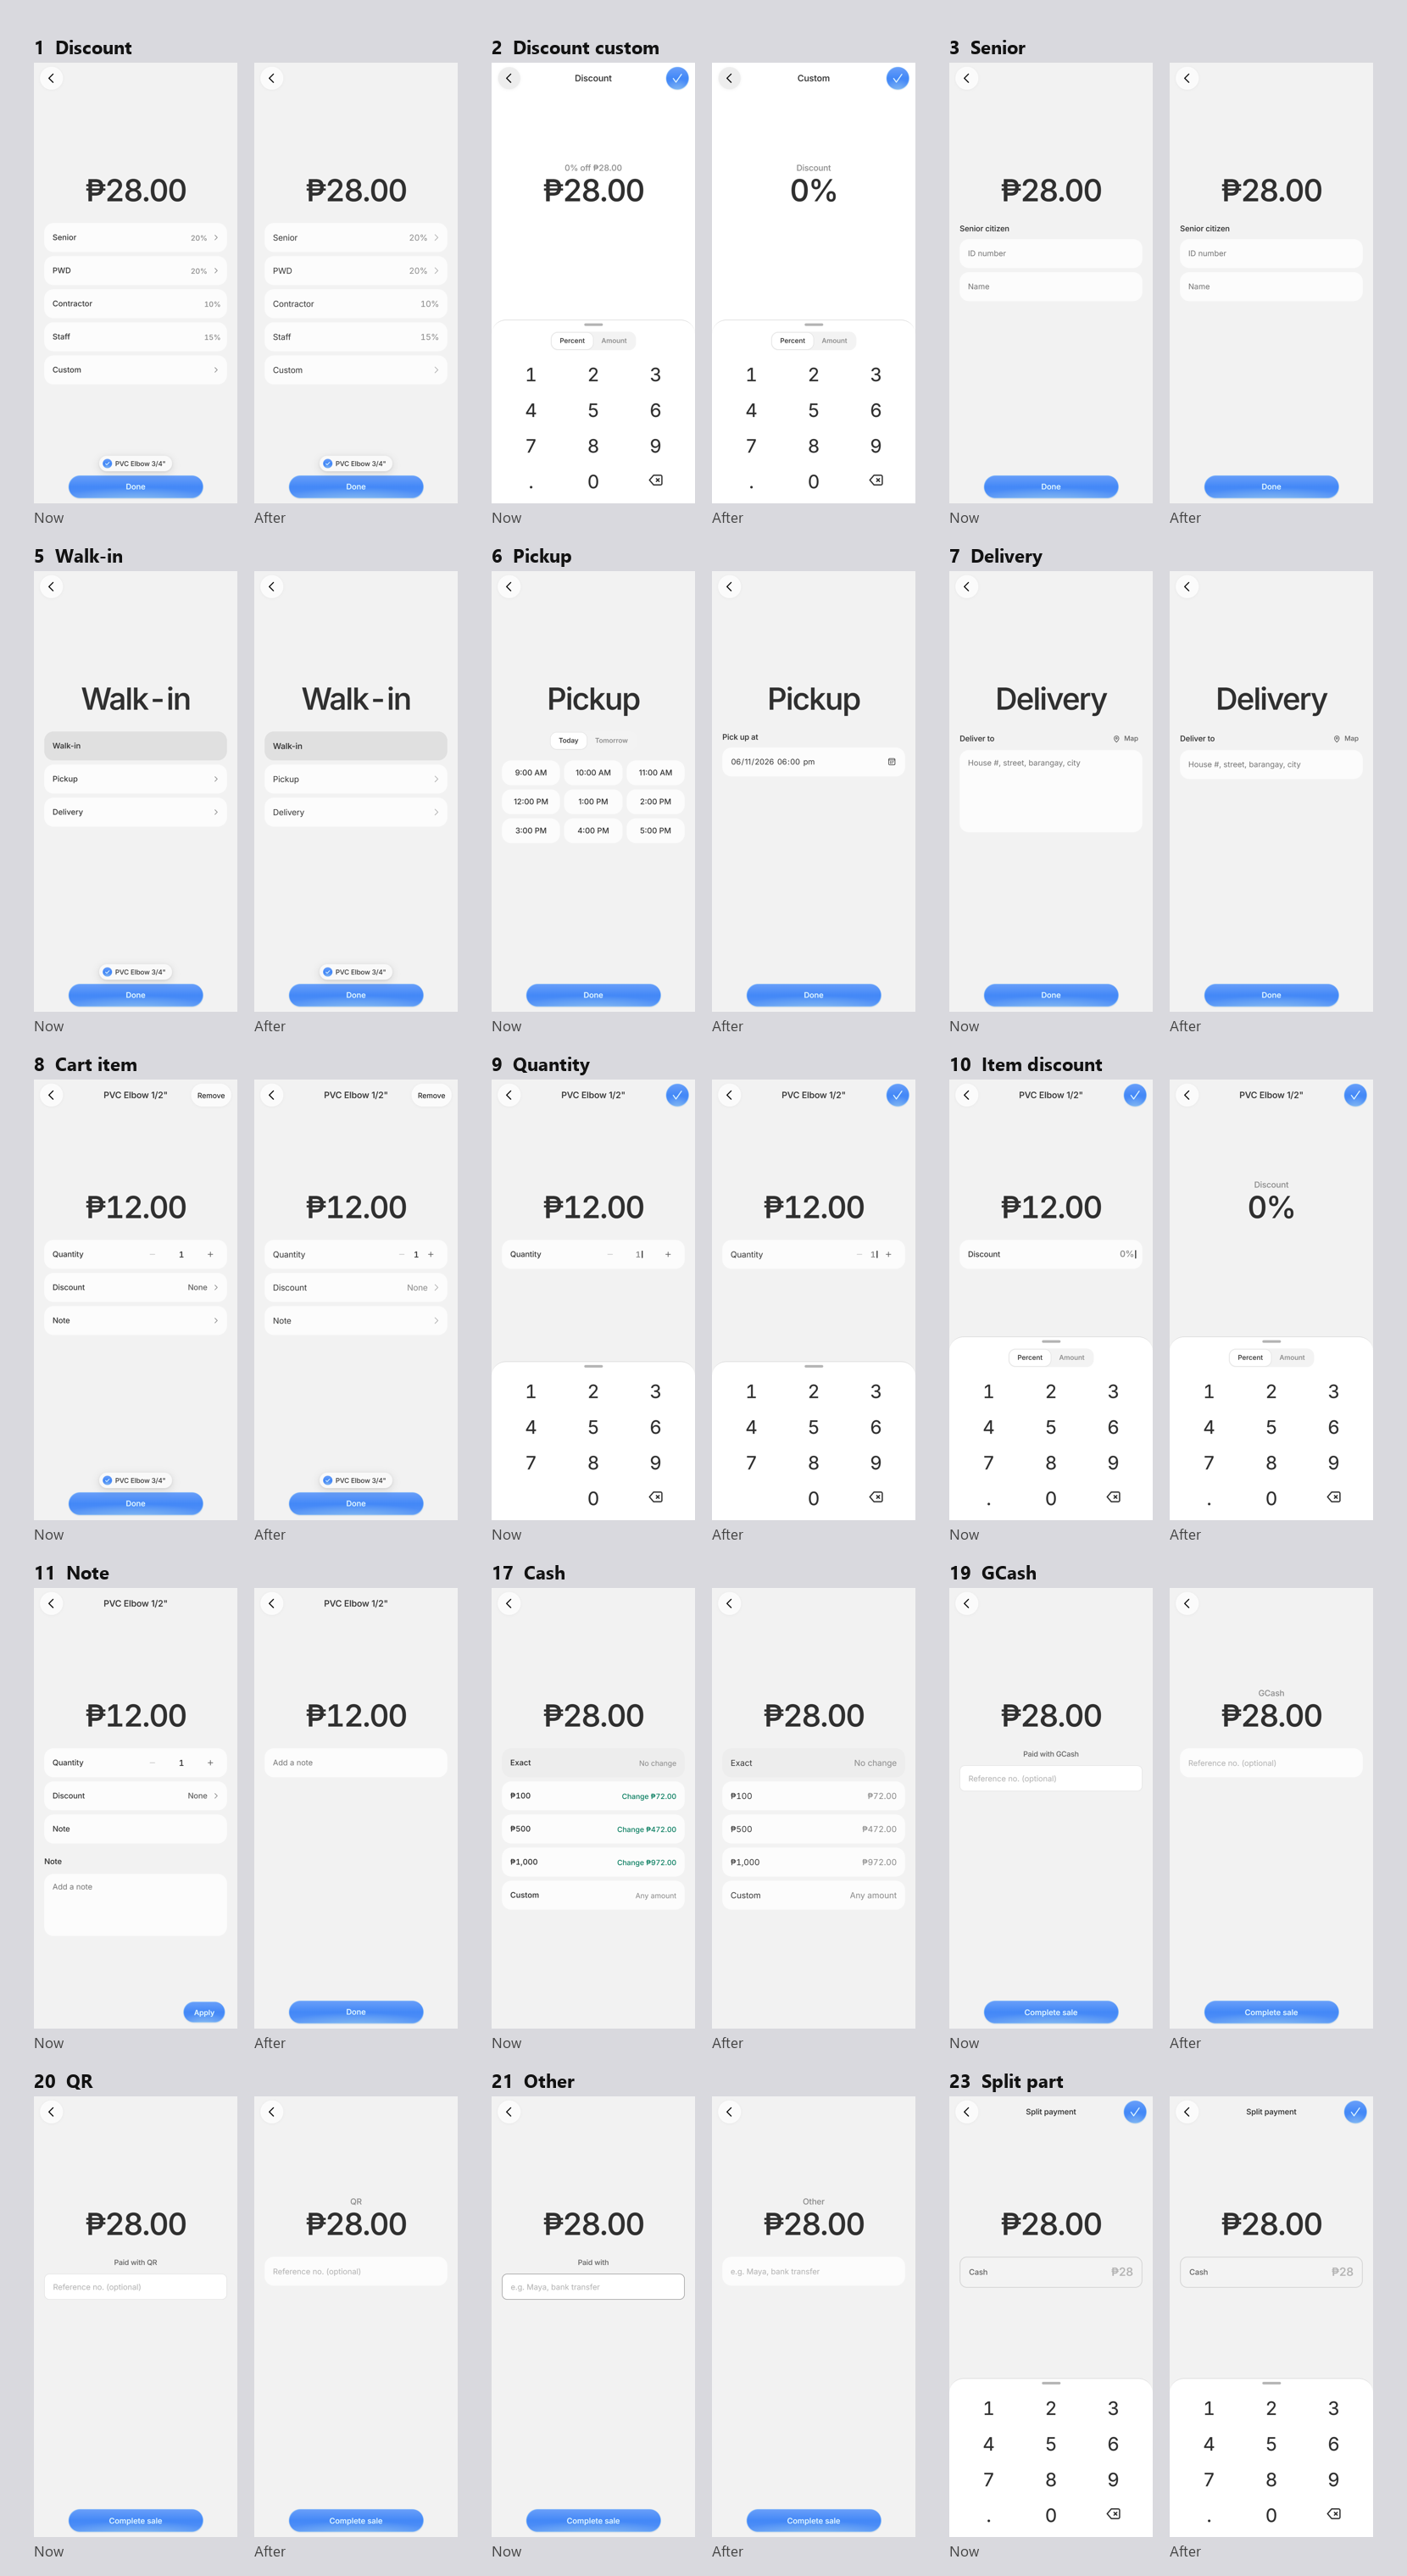 1 Discount
₱28.00
Senior 20%
PWD 20%
Contractor 10%
Staff 15%
Custom
PVC Elbow 3/4"
Done
Now
₱28.00
Senior 20%
PWD 20%
Contractor 10%
Staff 15%
Custom
PVC Elbow 3/4"
Done
After
2 Discount custom
Discount
0% off ₱28.00
₱28.00
Percent Amount
1 2 3
4 5 6
7 8 9
. 0
Now
Custom
Discount
0%
Percent Amount
1 2 3
4 5 6
7 8 9
. 0
After
3 Senior
₱28.00
Senior citizen
ID number
Name
Done
Now
₱28.00
Senior citizen
ID number
Name
Done
After
5 Walk-in
Walk-in
Walk-in
Pickup
Delivery
PVC Elbow 3/4"
Done
Now
Walk-in
Walk-in
Pickup
Delivery
PVC Elbow 3/4"
Done
After
6 Pickup
Pickup
Today Tomorrow
9:00 AM 10:00 AM 11:00 AM
12:00 PM 1:00 PM 2:00 PM
3:00 PM 4:00 PM 5:00 PM
Done
Now
Pickup
Pick up at
06/11/2026 06:00 pm
Done
After
7 Delivery
Delivery
Deliver to Map
House #, street, barangay, city
Done
Now
Delivery
Deliver to Map
House #, street, barangay, city
Done
After
8 Cart item
PVC Elbow 1/2" Remove
₱12.00
Quantity − 1 +
Discount None
Note
PVC Elbow 3/4"
Done
Now
PVC Elbow 1/2" Remove
₱12.00
Quantity − 1 +
Discount None
Note
PVC Elbow 3/4"
Done
After
9 Quantity
PVC Elbow 1/2"
₱12.00
Quantity − 1 +
1 2 3
4 5 6
7 8 9
0
Now
PVC Elbow 1/2"
₱12.00
Quantity − 1 +
1 2 3
4 5 6
7 8 9
0
After
10 Item discount
PVC Elbow 1/2"
₱12.00
Discount 0%
Percent Amount
1 2 3
4 5 6
7 8 9
. 0
Now
PVC Elbow 1/2"
Discount
0%
Percent Amount
1 2 3
4 5 6
7 8 9
. 0
After
11 Note
PVC Elbow 1/2"
₱12.00
Quantity − 1 +
Discount None
Note
Note
Add a note
Apply
Now
PVC Elbow 1/2"
₱12.00
Add a note
Done
After
17 Cash
₱28.00
Exact No change
₱100 Change ₱72.00
₱500 Change ₱472.00
₱1,000 Change ₱972.00
Custom Any amount
Now
₱28.00
Exact No change
₱100 ₱72.00
₱500 ₱472.00
₱1,000 ₱972.00
Custom Any amount
After
19 GCash
₱28.00
Paid with GCash
Reference no. (optional)
Complete sale
Now
GCash
₱28.00
Reference no. (optional)
Complete sale
After
20 QR
₱28.00
Paid with QR
Reference no. (optional)
Complete sale
Now
QR
₱28.00
Reference no. (optional)
Complete sale
After
21 Other
₱28.00
Paid with
e.g. Maya, bank transfer
Complete sale
Now
Other
₱28.00
e.g. Maya, bank transfer
Complete sale
After
23 Split part
Split payment
₱28.00
Cash ₱28
1 2 3
4 5 6
7 8 9
. 0
Now
Split payment
₱28.00
Cash ₱28
1 2 3
4 5 6
7 8 9
. 0
After